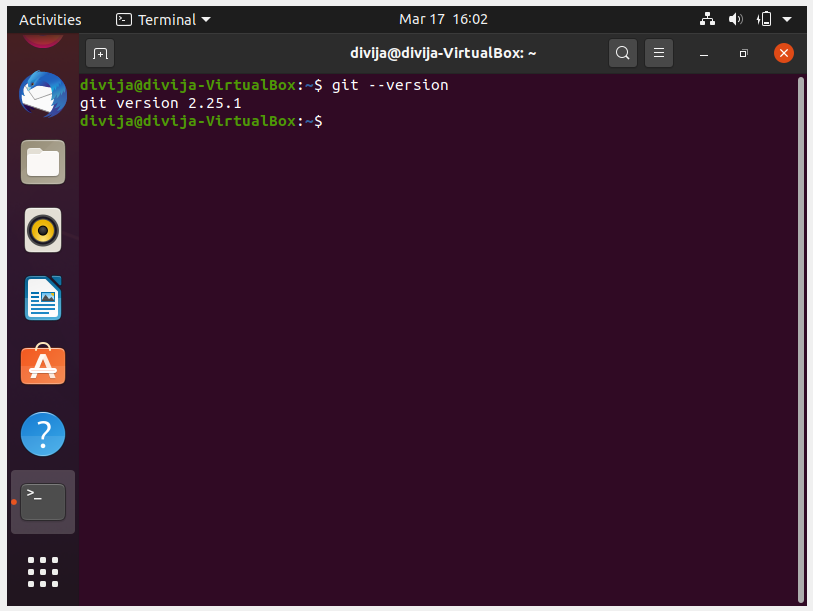 Activities
Terminal
Mar 17 16:02
divija@divija-VirtualBox: ~
divija@divija-VirtualBox:~$ git --version
git version 2.25.1
divija@divija-VirtualBox:~$